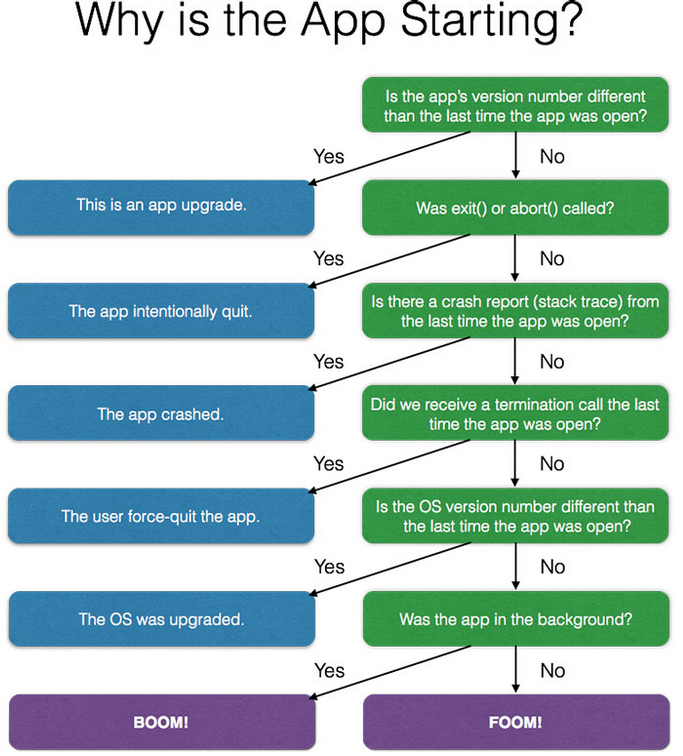 Why is the App Starting?
Is the app's version number different
than the last time the app was open?
Yes
No
This is an app upgrade.
Was exit() or abort() called?
Yes
No
The app intentionally quit.
Is there a crash report (stack trace) from
the last time the app was open?
Yes
No
The app crashed.
Did we receive a termination call the last
time the app was open?
Yes
No
The user force-quit the app.
Is the OS version number different than
the last time the app was open?
Yes
No
The OS was upgraded.
Was the app in the background?
Yes
No
BOOM!
FOOM!